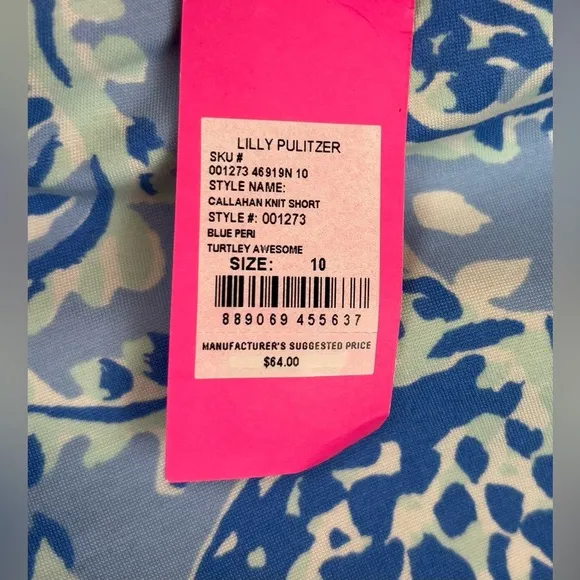 LILLY PULITZER
SKU #
001273 46919N 10
STYLE NAME:
CALLAHAN KNIT SHORT
STYLE #: 001273
BLUE PERI
TURTLEY AWESOME
SIZE: 10
889069 455637
MANUFACTURER'S SUGGESTED PRICE
$64.00